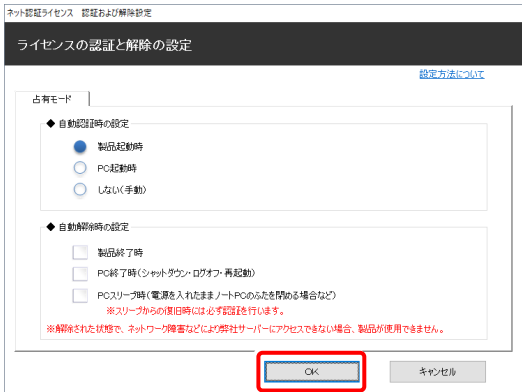 ネット認証ライセンス 認証および解除設定
ライセンスの認証と解除の設定
設定方法について
占有モード
◆ 自動認証時の設定
製品起動時
PC起動時
しない(手動)
◆ 自動解除時の設定
製品終了時
PC終了時(シャットダウン・ログオフ・再起動)
PCスリープ時(電源を入れたままノートPCのふたを閉める場合など)
※スリープからの復旧時には必ず認証を行います。
※解除された状態で、ネットワーク障害などにより弊社サーバーにアクセスできない場合、製品が使用できません。
OK キャンセル